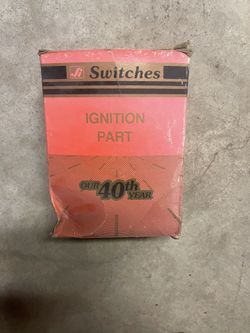 Switches
IGNITION
PART
OUR 40th YEAR